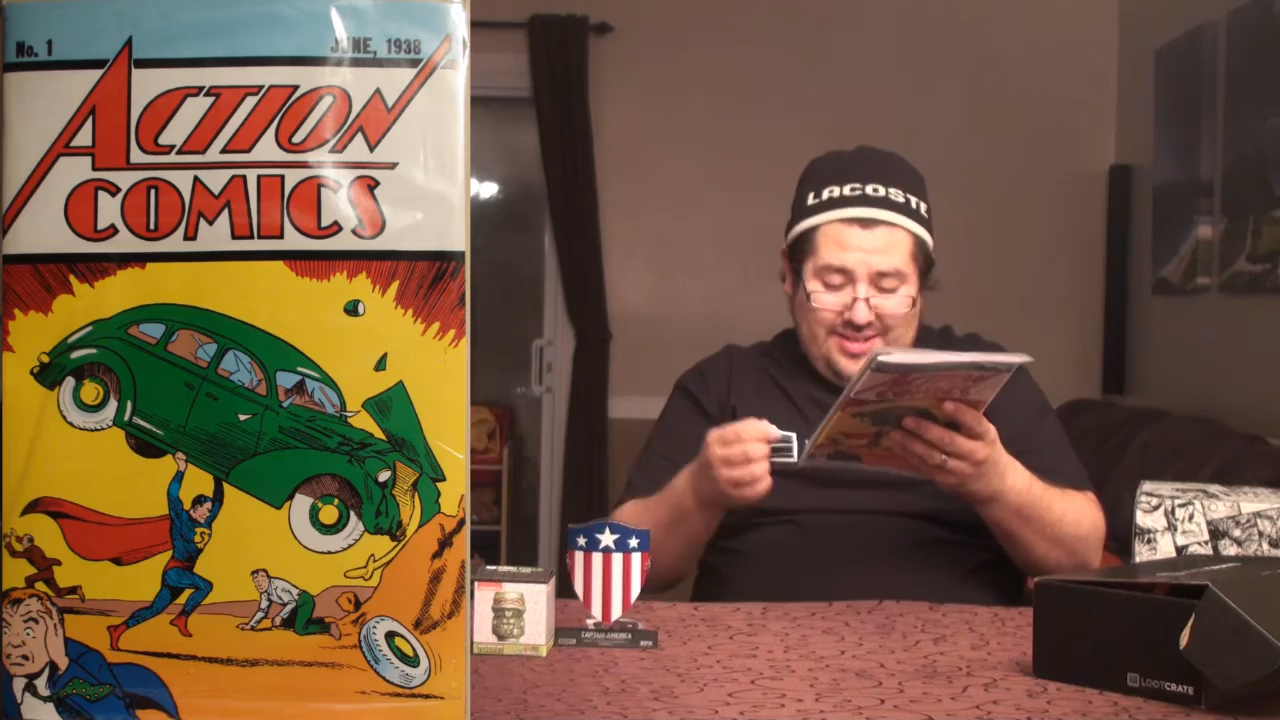 No. 1
JUNE, 1938
ACTION
COMICS
S
LACOSTE
CAPTAIN AMERICA
LOOTCRATE